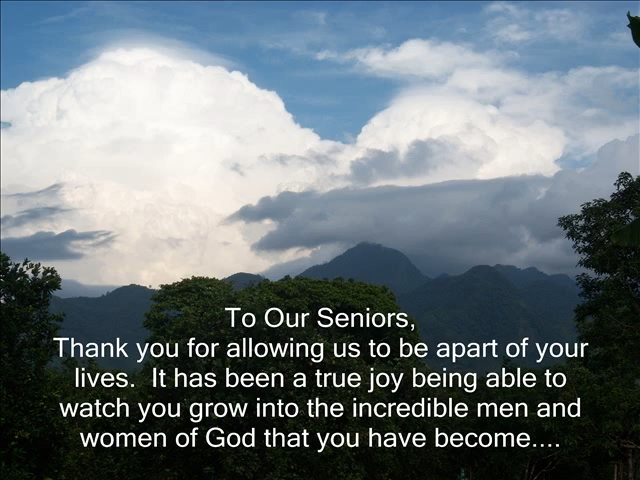 To Our Seniors,
Thank you for allowing us to be apart of your
lives.  It has been a true joy being able to
watch you grow into the incredible men and
women of God that you have become....